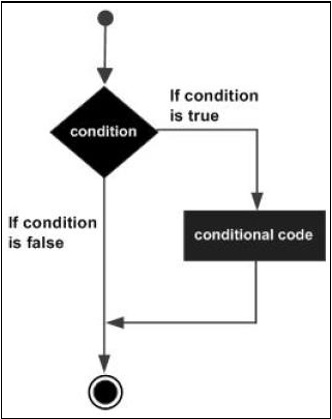 If condition
is true
condition
If condition
is false
conditional code